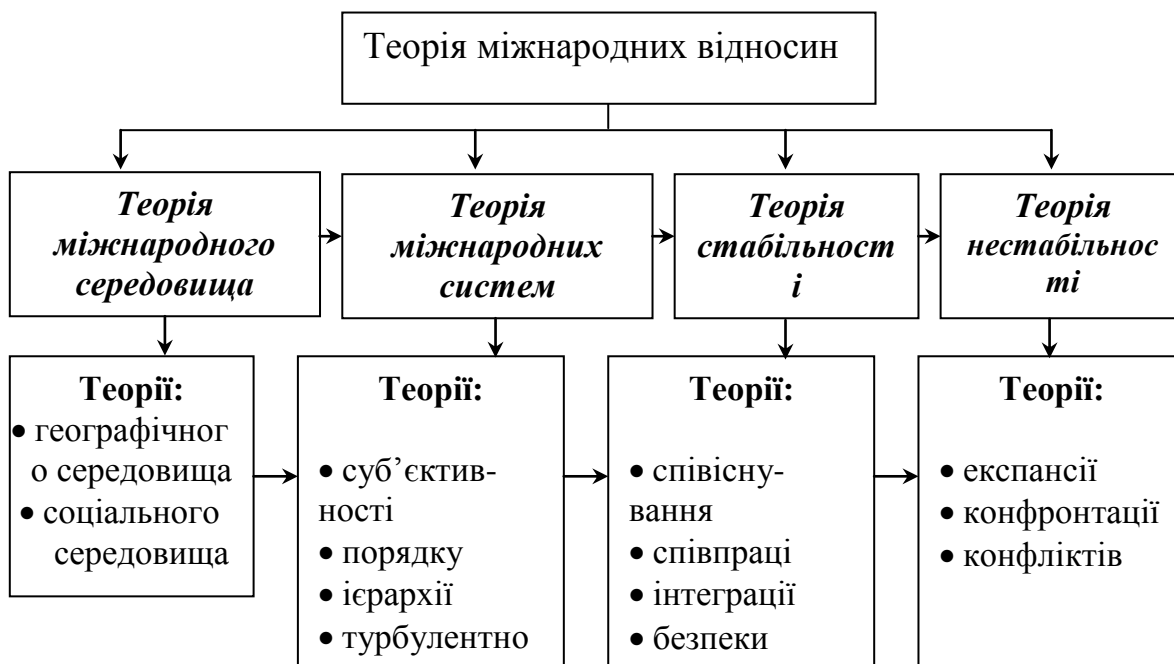 Теорія міжнародних відносин
Теорія
міжнародного
середовища
Теорія
міжнародних
систем
Теорія
стабільност
і
Теорія
нестабільнос
ті
Теорії:
• географічног
о середовища
• соціального
середовища
Теорії:
• суб’єктив-
ності
• порядку
• ієрархії
• турбулентно
Теорії:
• співісну-
вання
• співпраці
• інтеграції
• безпеки
Теорії:
• експансії
• конфронтації
• конфліктів